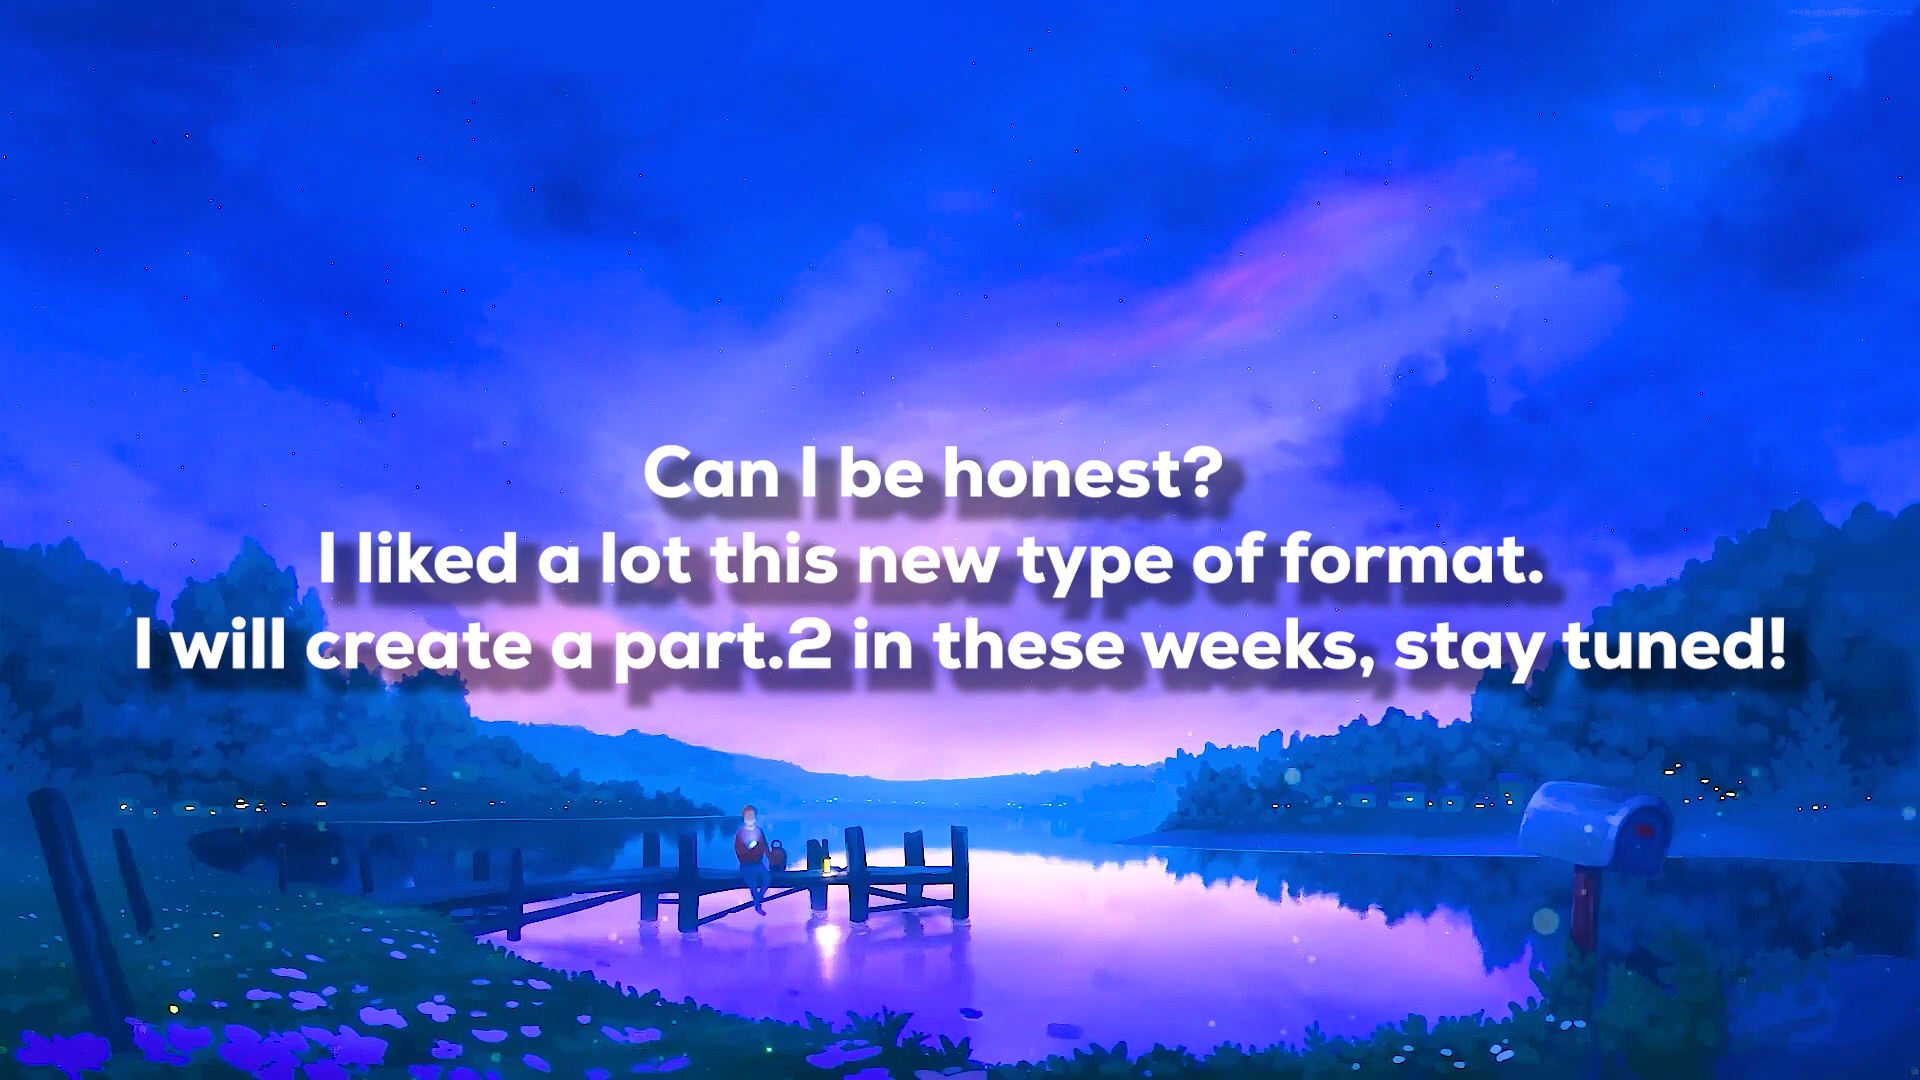 Can I be honest?
I liked a lot this new type of format.
I will create a part.2 in these weeks, stay tuned!